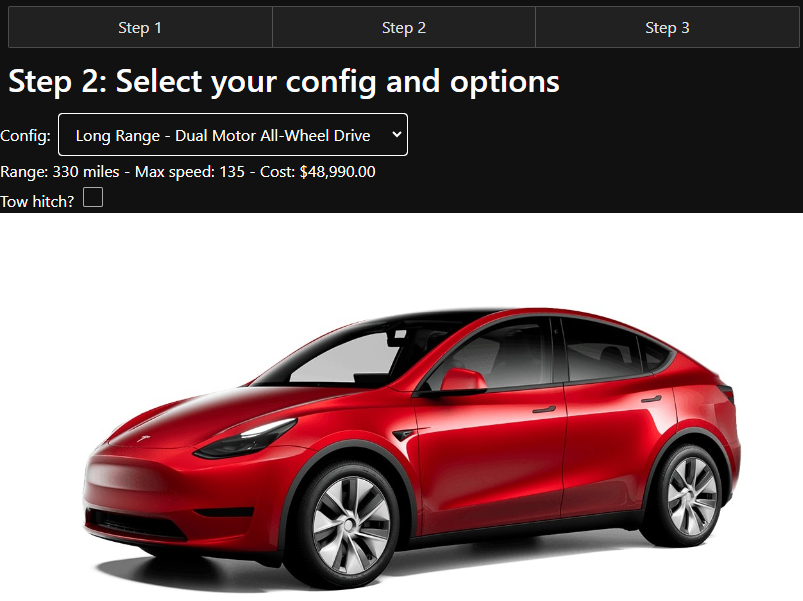 Step 1
Step 2
Step 3
Step 2: Select your config and options
Config: Long Range - Dual Motor All-Wheel Drive
Range: 330 miles - Max speed: 135 - Cost: $48,990.00
Tow hitch?